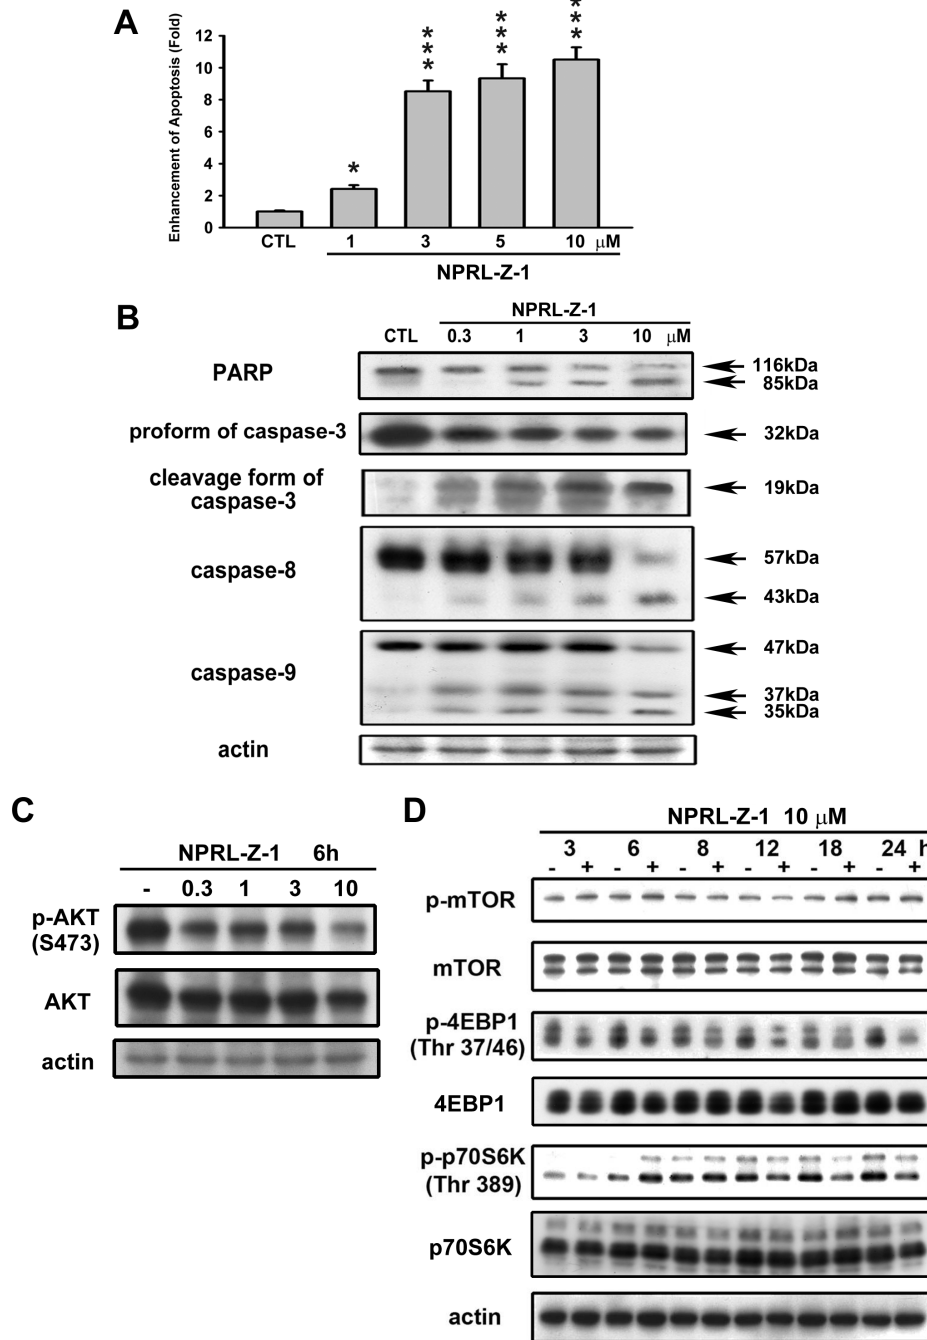 A
Enhancement of Apoptosis (Fold)
12
10
8
6
4
2
0
*
***
***
***
CTL 1 3 5 10 μM
NPRL-Z-1
B
NPRL-Z-1
CTL 0.3 1 3 10 μM
PARP
116kDa
85kDa
proform of caspase-3
32kDa
cleavage form of
caspase-3
19kDa
caspase-8
57kDa
43kDa
caspase-9
47kDa
37kDa
35kDa
actin
C
NPRL-Z-1 6h
- 0.3 1 3 10
p-AKT
(S473)
AKT
actin
D
NPRL-Z-1 10 μM
3 6 8 12 18 24 h
- + - + - + - + - + - +
p-mTOR
mTOR
p-4EBP1
(Thr 37/46)
4EBP1
p-p70S6K
(Thr 389)
p70S6K
actin